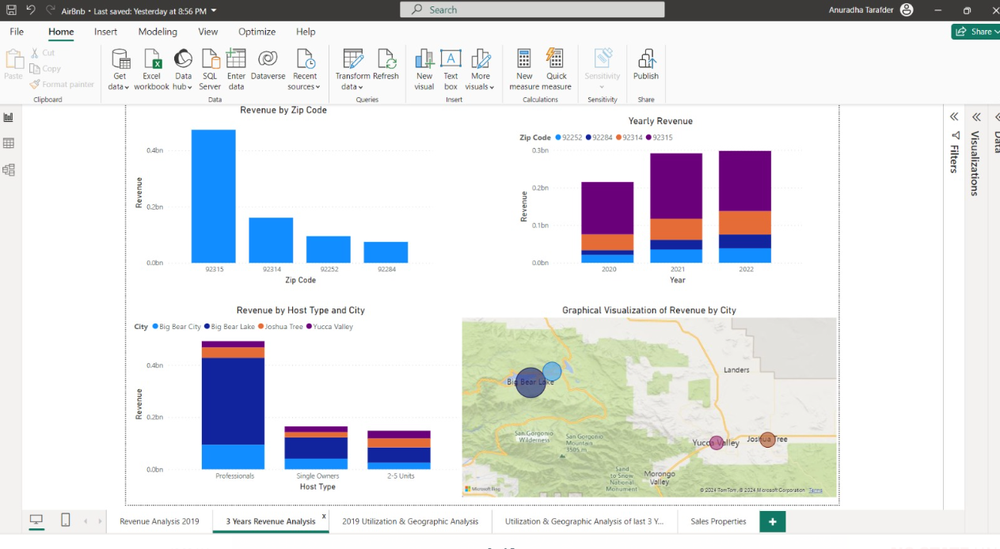 AirBnb • Last saved: Yesterday at 8:56 PM
Search
Anuradha Tarafder
File Home Insert Modeling View Optimize Help
Share
Paste
Cut
Copy
Format painter
Clipboard
Get data
Excel workbook
Data hub
SQL Server
Enter data
Dataverse
Recent sources
Data
Transform data
Refresh
Queries
New visual
Text box
More visuals
Insert
New measure
Quick measure
Calculations
Sensitivity
Sensitivity
Publish
Share
Revenue by Zip Code
0.4bn
0.2bn
0.0bn
Revenue
92315 92314 92252 92284
Zip Code
Yearly Revenue
Zip Code 92252 92284 92314 92315
0.3bn
0.2bn
0.1bn
0.0bn
Revenue
2020 2021 2022
Year
Revenue by Host Type and City
City Big Bear City Big Bear Lake Joshua Tree Yucca Valley
0.4bn
0.2bn
0.0bn
Revenue
Professionals Single Owners 2-5 Units
Host Type
Graphical Visualization of Revenue by City
Landers
Big Bear Lake
San Gorgonio
Wilderness
San Gorgonio
Mountain
3505 m
Yucca Valley
Joshua Tree
Sand
to Snow
National
Monument
Morongo
Valley
Microsoft Bing
© 2024 TomTom, © 2024 Microsoft Corporation Terms
Filters
Visualizations
Data
Revenue Analysis 2019
3 Years Revenue Analysis x
2019 Utilization & Geographic Analysis
Utilization & Geographic Analysis of last 3 Y...
Sales Properties
+